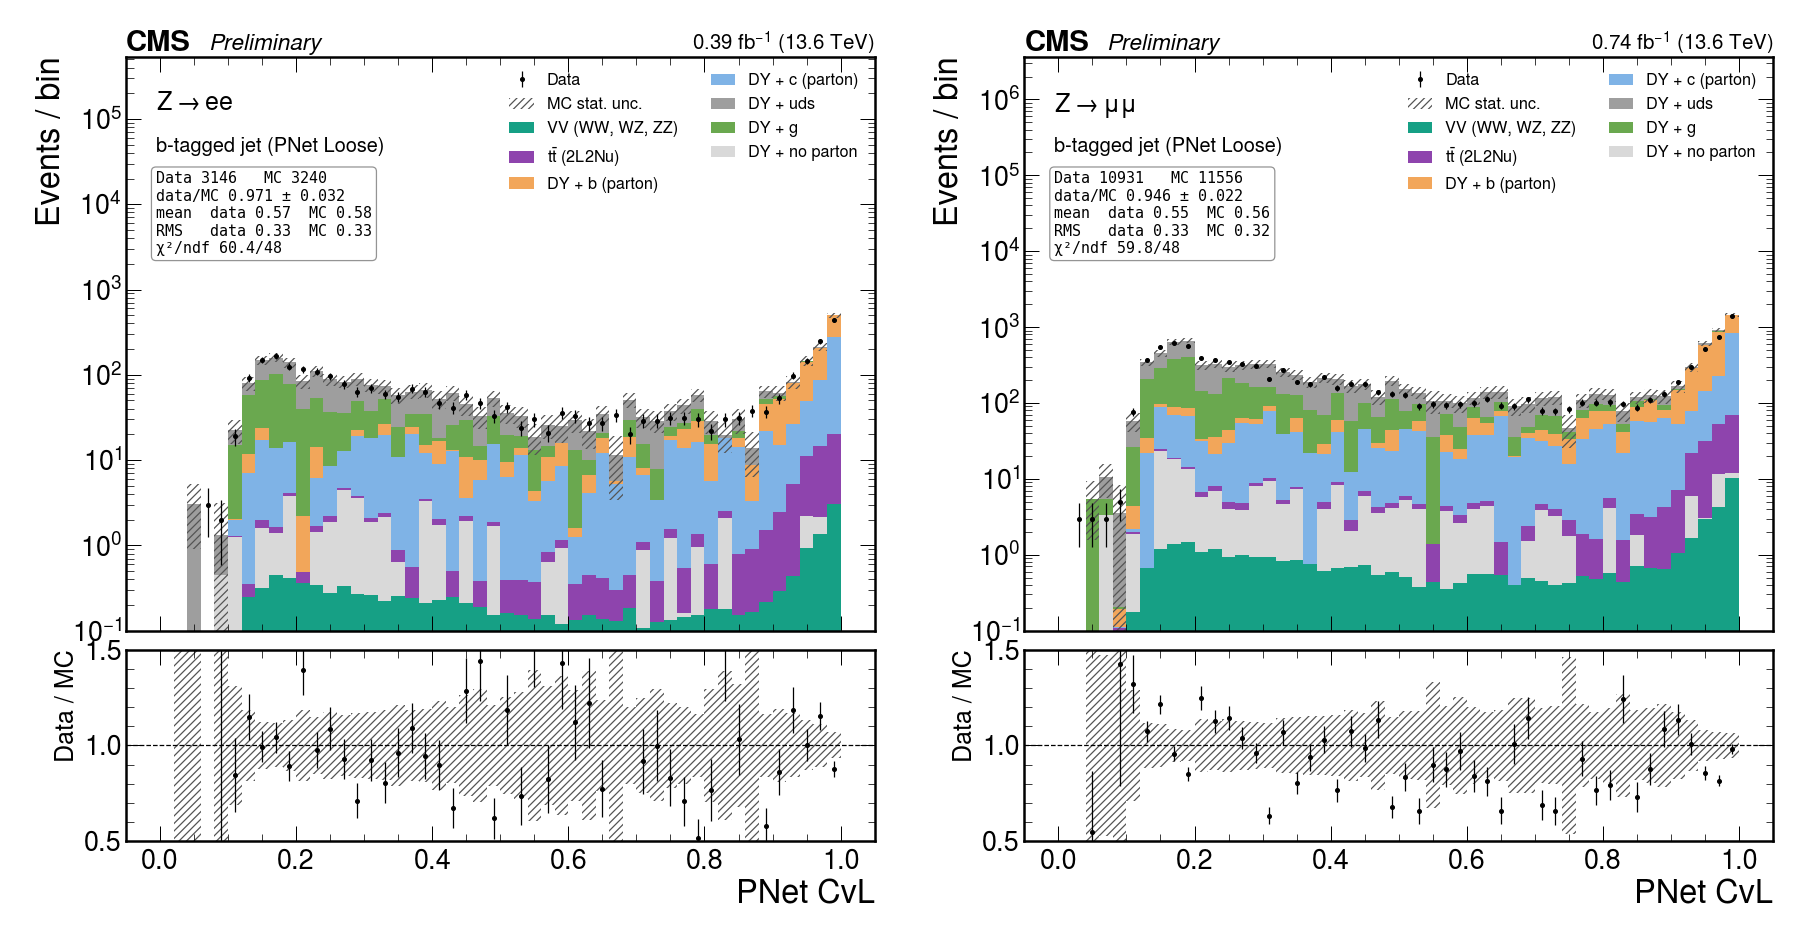 CMS Preliminary 0.39 fb⁻¹ (13.6 TeV)
Events / bin
Z → ee
b-tagged jet (PNet Loose)
Data 3146 MC 3240
data/MC 0.971 ± 0.032
mean data 0.57 MC 0.58
RMS data 0.33 MC 0.33
χ²/ndf 60.4/48
Data
MC stat. unc.
VV (WW, WZ, ZZ)
tt̄ (2L2Nu)
DY + b (parton)
DY + c (parton)
DY + uds
DY + g
DY + no parton
10⁵
10⁴
10³
10²
10¹
10⁰
10⁻¹
Data / MC
1.5
1.0
0.5
0.0 0.2 0.4 0.6 0.8 1.0
PNet CvL
CMS Preliminary 0.74 fb⁻¹ (13.6 TeV)
Events / bin
Z → μμ
b-tagged jet (PNet Loose)
Data 10931 MC 11556
data/MC 0.946 ± 0.022
mean data 0.55 MC 0.56
RMS data 0.33 MC 0.32
χ²/ndf 59.8/48
Data
MC stat. unc.
VV (WW, WZ, ZZ)
tt̄ (2L2Nu)
DY + b (parton)
DY + c (parton)
DY + uds
DY + g
DY + no parton
10⁶
10⁵
10⁴
10³
10²
10¹
10⁰
10⁻¹
Data / MC
1.5
1.0
0.5
0.0 0.2 0.4 0.6 0.8 1.0
PNet CvL